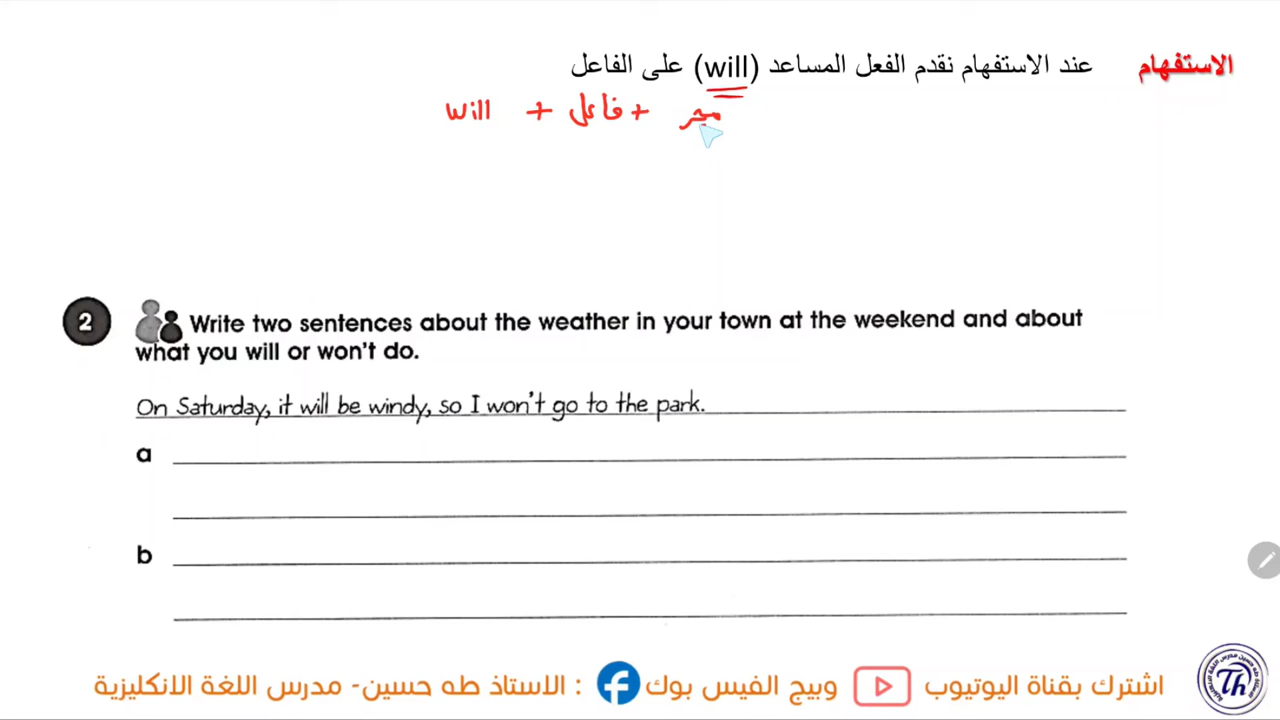 الاستفهام عند الاستفهام نقدم الفعل المساعد (will) على الفاعل
will + فاعل + مجر
2 Write two sentences about the weather in your town at the weekend and about
what you will or won't do.
On Saturday, it will be windy, so I won't go to the park.
a
b
اشترك بقناة اليوتيوب وبيج الفيس بوك : الاستاذ طه حسين- مدرس اللغة الانكليزية
Th